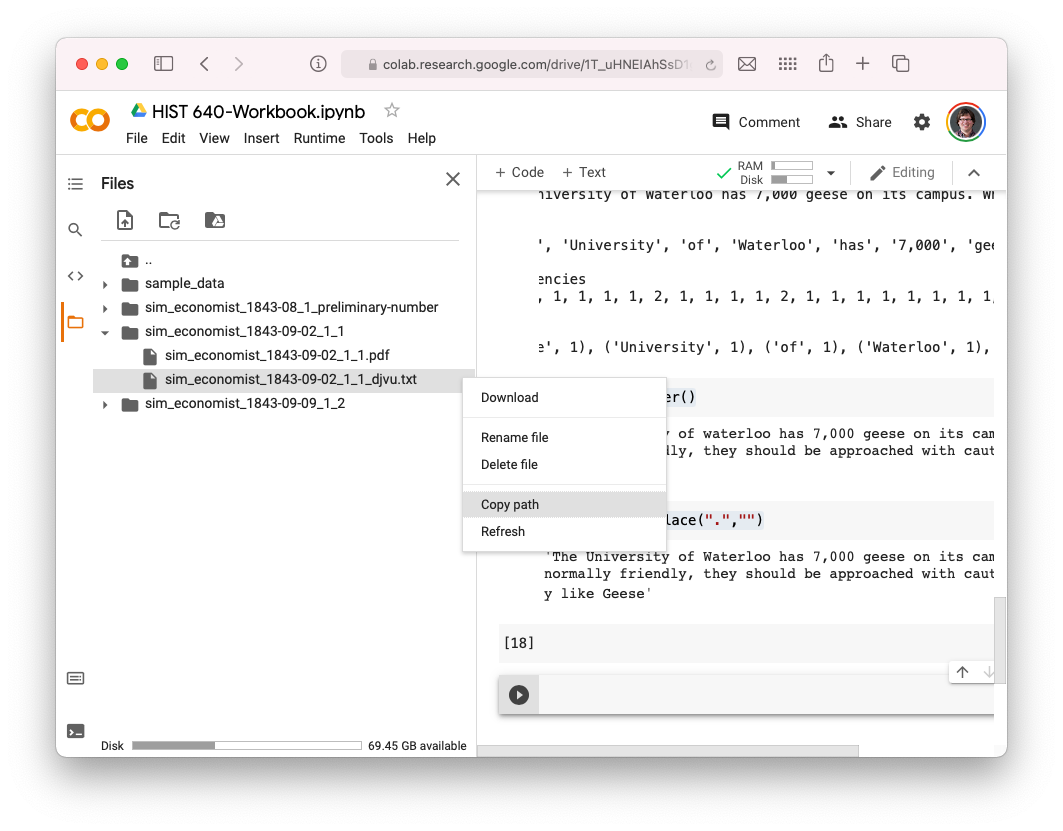 colab.research.google.com/drive/1T_uHNEIAhSsD1
HIST 640-Workbook.ipynb
File Edit View Insert Runtime Tools Help
Comment Share
Files
..
sample_data
sim_economist_1843-08_1_preliminary-number
sim_economist_1843-09-02_1_1
sim_economist_1843-09-02_1_1.pdf
sim_economist_1843-09-02_1_1_djvu.txt
sim_economist_1843-09-09_1_2
Disk 69.45 GB available
+ Code + Text
RAM
Disk
Editing
niversity of Waterloo has 7,000 geese on its campus. Wh
', 'University', 'of', 'Waterloo', 'has', '7,000', 'gee
encies
, 1, 1, 1, 1, 2, 1, 1, 1, 1, 2, 1, 1, 1, 1, 1, 1, 1, 1,
e', 1), ('University', 1), ('of', 1), ('Waterloo', 1),
er()
y of waterloo has 7,000 geese on its cam
dly, they should be approached with caut
lace(".","")
'The University of Waterloo has 7,000 geese on its cam
normally friendly, they should be approached with caut
y like Geese'
[18]
Download
Rename file
Delete file
Copy path
Refresh